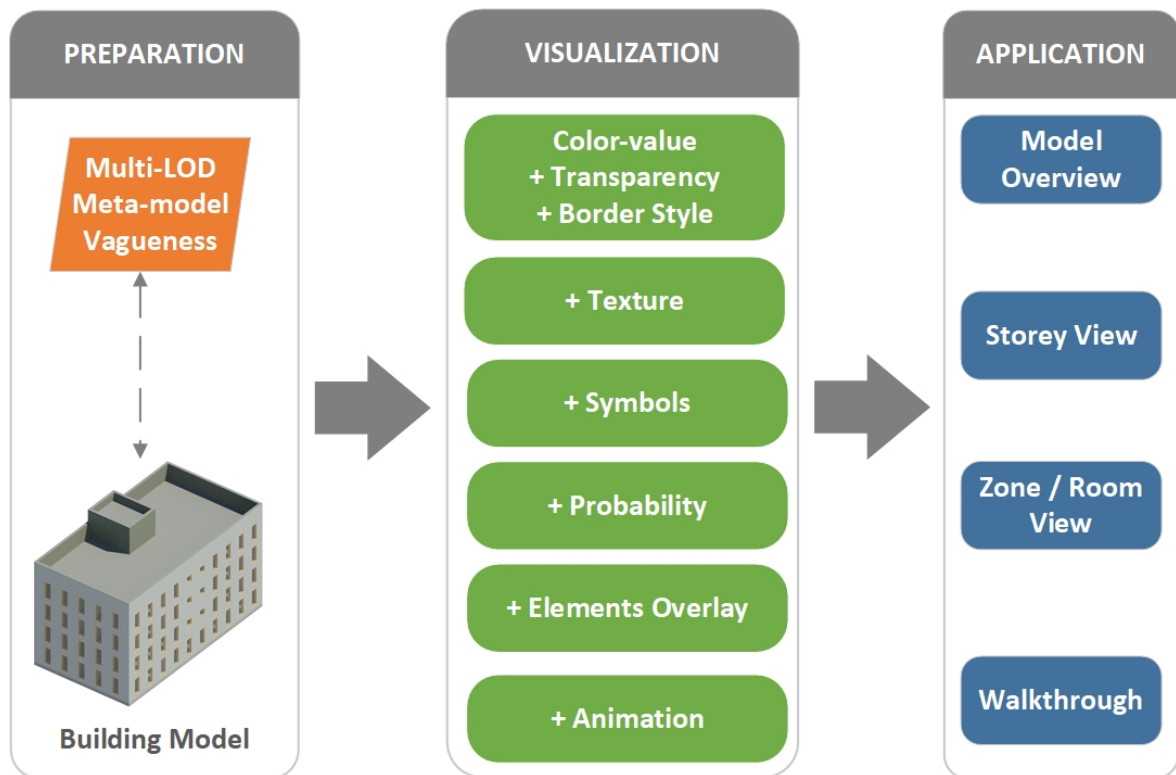 PREPARATION
Multi-LOD
Meta-model
Vagueness
Building Model
VISUALIZATION
Color-value
+ Transparency
+ Border Style
+ Texture
+ Symbols
+ Probability
+ Elements Overlay
+ Animation
APPLICATION
Model
Overview
Storey View
Zone / Room
View
Walkthrough